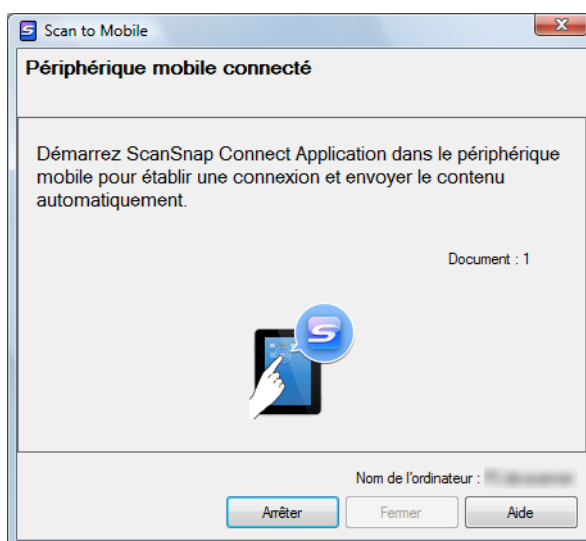 Scan to Mobile
Périphérique mobile connecté
Démarrez ScanSnap Connect Application dans le périphérique
mobile pour établir une connexion et envoyer le contenu
automatiquement.
Document : 1
S
Nom de l'ordinateur :
Arrêter Fermer Aide